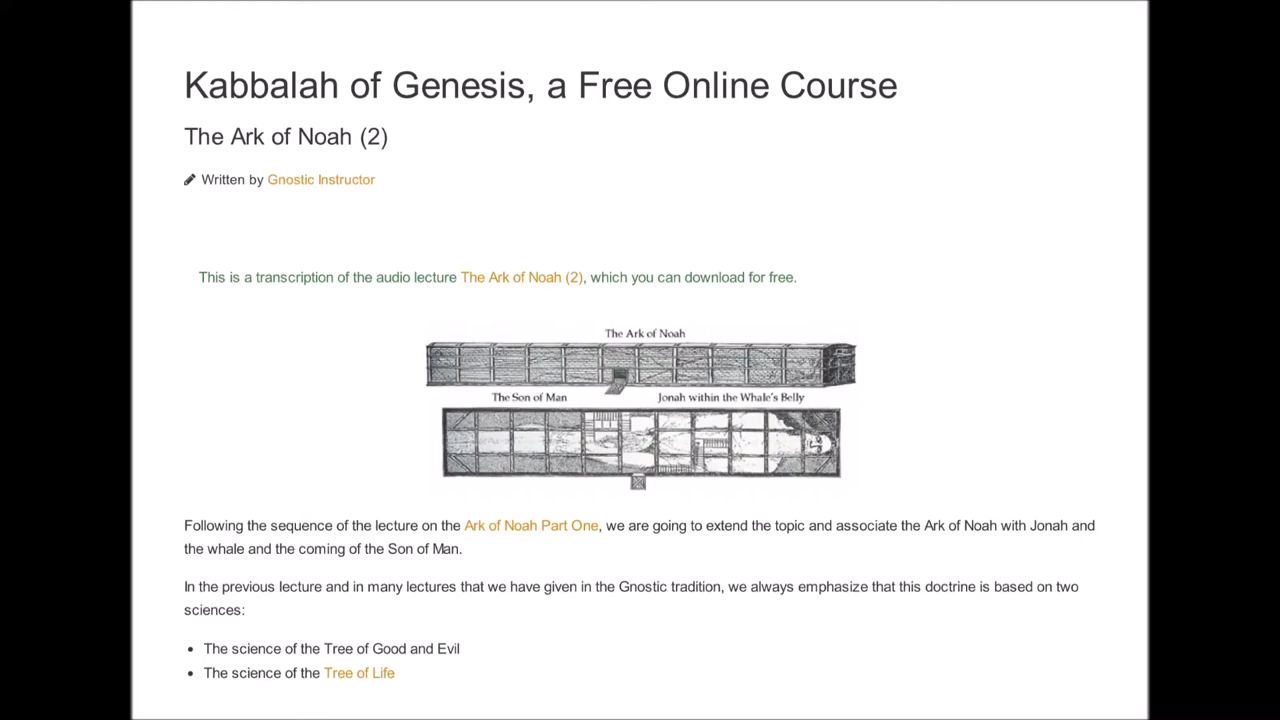 Kabbalah of Genesis, a Free Online Course
The Ark of Noah (2)
Written by Gnostic Instructor
This is a transcription of the audio lecture The Ark of Noah (2), which you can download for free.
The Ark of Noah
The Son of Man
Jonah within the Whale's Belly
Following the sequence of the lecture on the Ark of Noah Part One, we are going to extend the topic and associate the Ark of Noah with Jonah and
the whale and the coming of the Son of Man.
In the previous lecture and in many lectures that we have given in the Gnostic tradition, we always emphasize that this doctrine is based on two
sciences:
• The science of the Tree of Good and Evil
• The science of the Tree of Life